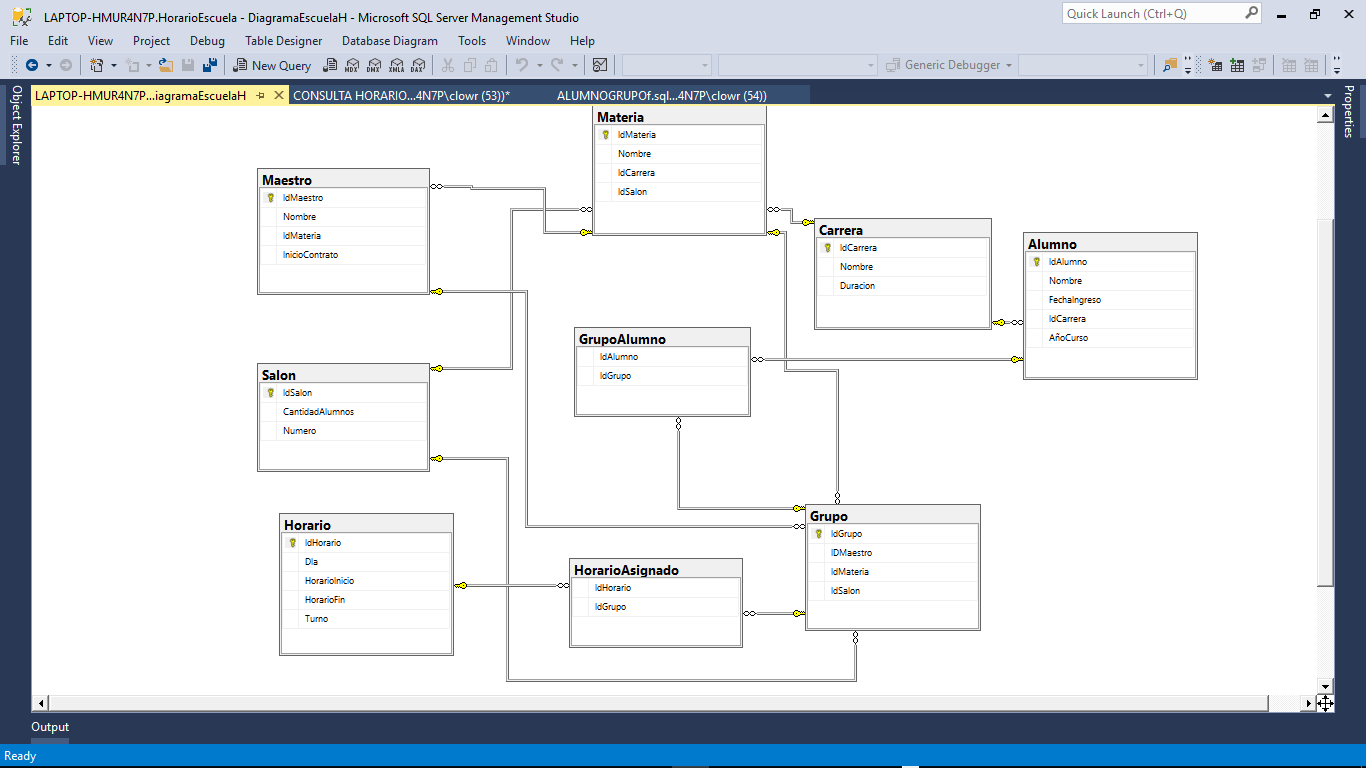 LAPTOP-HMUR4N7P.HorarioEscuela - DiagramaEscuelaH - Microsoft SQL Server Management Studio
Quick Launch (Ctrl+Q)
File Edit View Project Debug Table Designer Database Diagram Tools Window Help
New Query
MDX DMX XMLA DAX
Generic Debugger
Object Explorer
LAPTOP-HMUR4N7P...iagramaEscuelaH
CONSULTA HORARIO...4N7P\clowr (53))*
ALUMNOGRUPOf.sql...4N7P\clowr (54))
Properties
Materia
IdMateria
Nombre
IdCarrera
IdSalon
Maestro
IdMaestro
Nombre
IdMateria
InicioContrato
Carrera
IdCarrera
Nombre
Duracion
Alumno
IdAlumno
Nombre
FechaIngreso
IdCarrera
AñoCurso
GrupoAlumno
IdAlumno
IdGrupo
Salon
IdSalon
CantidadAlumnos
Numero
Horario
IdHorario
DIa
HorarioInicio
HorarioFin
Turno
HorarioAsignado
IdHorario
IdGrupo
Grupo
IdGrupo
IDMaestro
IdMateria
IdSalon
Output
Ready